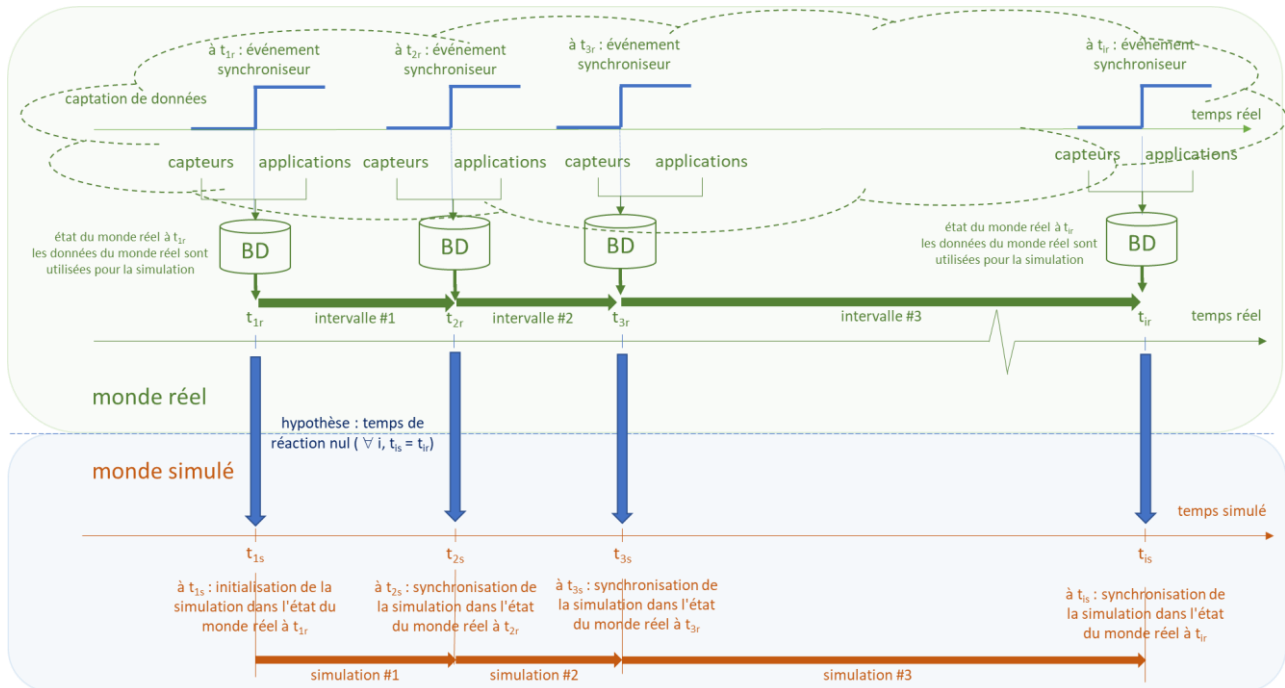 à t1r : événement
synchroniseur
à t2r : événement
synchroniseur
à t3r : événement
synchroniseur
à tir : événement
synchroniseur
captation de données
temps réel
capteurs applications
capteurs applications
capteurs applications
capteurs applications
état du monde réel à t1r
les données du monde réel sont
utilisées pour la simulation
BD
BD
BD
état du monde réel à tir
les données du monde réel sont
utilisées pour la simulation
BD
t1r intervalle #1 t2r intervalle #2 t3r intervalle #3 tir temps réel
monde réel
hypothèse : temps de
réaction nul ( ∀ i, tis = tir)
monde simulé
temps simulé
t1s t2s t3s tis
à t1s : initialisation de la
simulation dans l'état du
monde réel à t1r
à t2s : synchronisation de
la simulation dans l'état
du monde réel à t2r
à t3s : synchronisation de
la simulation dans l'état
du monde réel à t3r
à tis : synchronisation de
la simulation dans l'état
du monde réel à tir
simulation #1 simulation #2 simulation #3